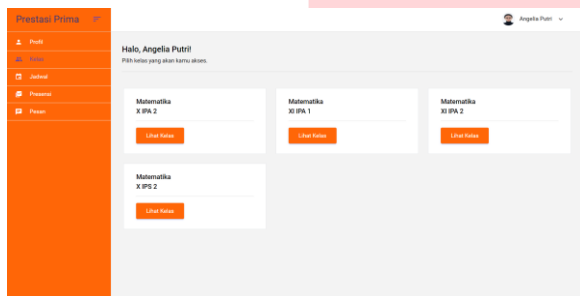 Prestasi Prima
Angelia Putri
Profil
Kelas
Jadwal
Presensi
Pesan
Halo, Angelia Putri!
Pilih kelas yang akan kamu akses.
Matematika
X IPA 2
Lihat Kelas
Matematika
XI IPA 1
Lihat Kelas
Matematika
XI IPA 2
Lihat Kelas
Matematika
X IPS 2
Lihat Kelas